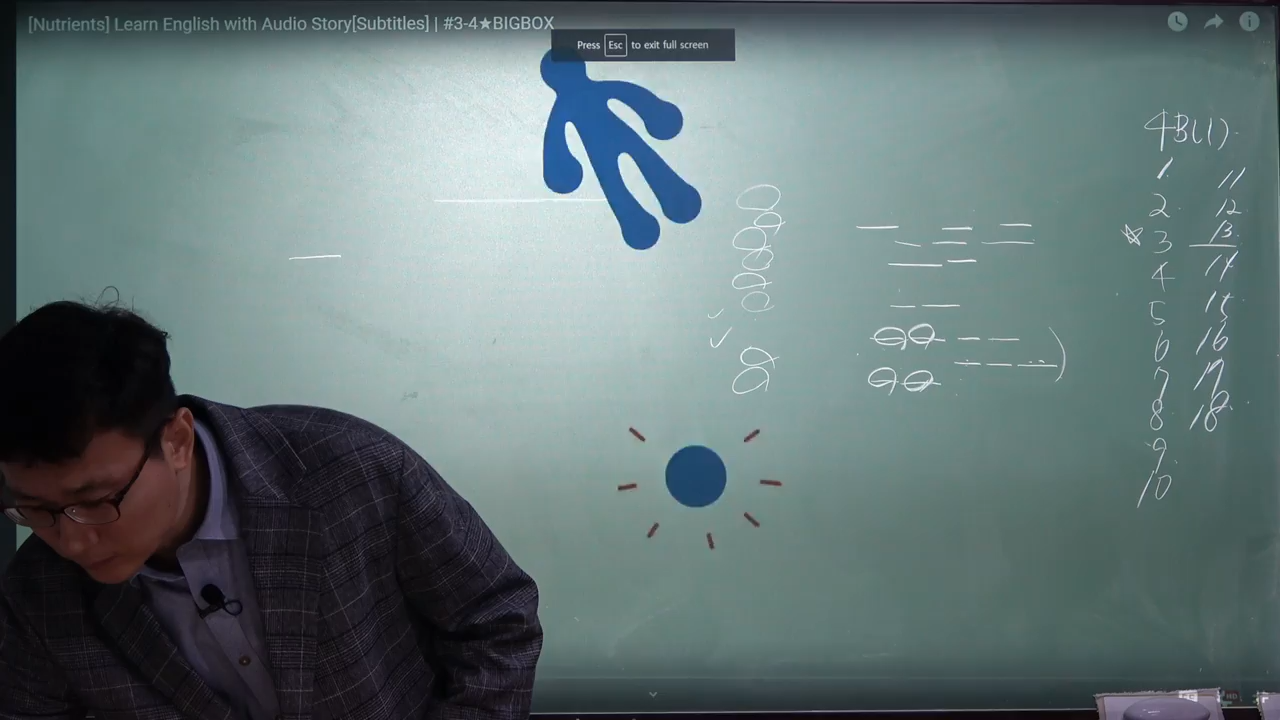 [Nutrients] Learn English with Audio Story[Subtitles] | #3-4★BIGBOX
Press Esc to exit full screen
4B(1).
1. 11
2. 12
☆ 3 13.
4 14
5 15
6 16
7 17
8 18.
9
10